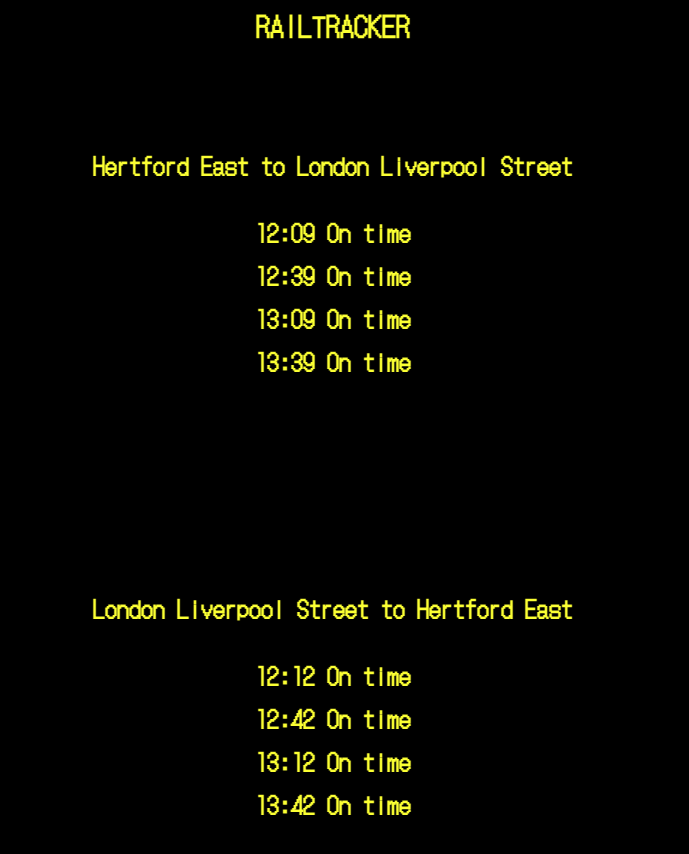 RAILTRACKER
Hertford East to London Liverpool Street
12:09 On time
12:39 On time
13:09 On time
13:39 On time
London Liverpool Street to Hertford East
12:12 On time
12:42 On time
13:12 On time
13:42 On time